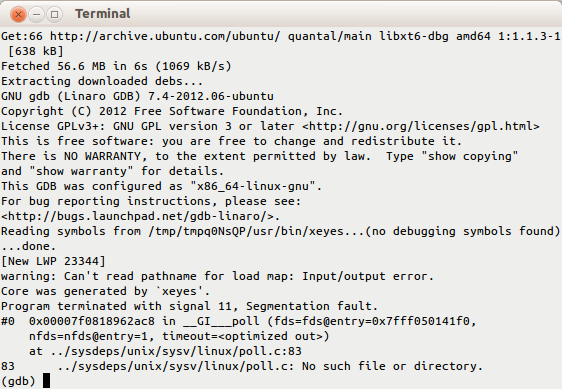 Terminal
Get:66 http://archive.ubuntu.com/ubuntu/ quantal/main libxt6-dbg amd64 1:1.1.3-1
 [638 kB]
Fetched 56.6 MB in 6s (1069 kB/s)
Extracting downloaded debs...
GNU gdb (Linaro GDB) 7.4-2012.06-ubuntu
Copyright (C) 2012 Free Software Foundation, Inc.
License GPLv3+: GNU GPL version 3 or later <http://gnu.org/licenses/gpl.html>
This is free software: you are free to change and redistribute it.
There is NO WARRANTY, to the extent permitted by law.  Type "show copying"
and "show warranty" for details.
This GDB was configured as "x86_64-linux-gnu".
For bug reporting instructions, please see:
<http://bugs.launchpad.net/gdb-linaro/>.
Reading symbols from /tmp/tmpq0NsQP/usr/bin/xeyes...(no debugging symbols found)
...done.
[New LWP 23344]
warning: Can't read pathname for load map: Input/output error.
Core was generated by `xeyes'.
Program terminated with signal 11, Segmentation fault.
#0  0x00007f0818962ac8 in __GI___poll (fds=fds@entry=0x7fff050141f0,
    nfds=nfds@entry=1, timeout=<optimized out>)
    at ../sysdeps/unix/sysv/linux/poll.c:83
83      ../sysdeps/unix/sysv/linux/poll.c: No such file or directory.
(gdb)